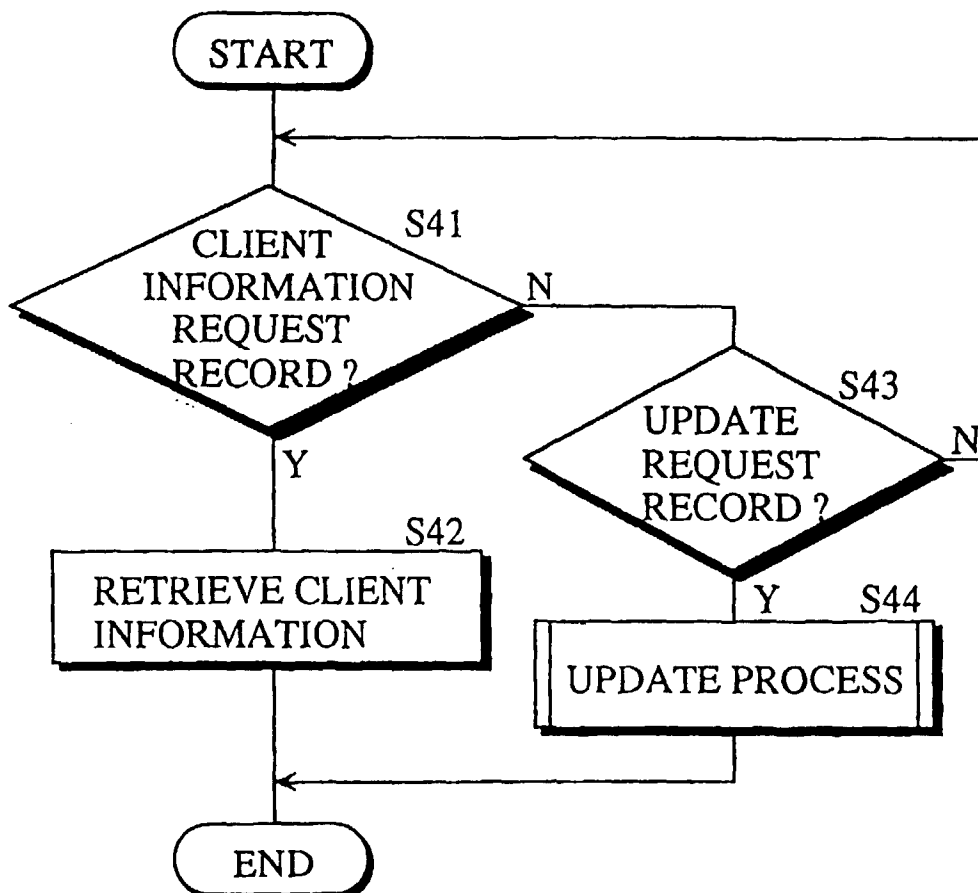 START
S41
CLIENT
INFORMATION
REQUEST
RECORD ?
N
Y
S43
UPDATE
REQUEST
RECORD ?
N
Y
S42
RETRIEVE CLIENT
INFORMATION
S44
UPDATE PROCESS
END